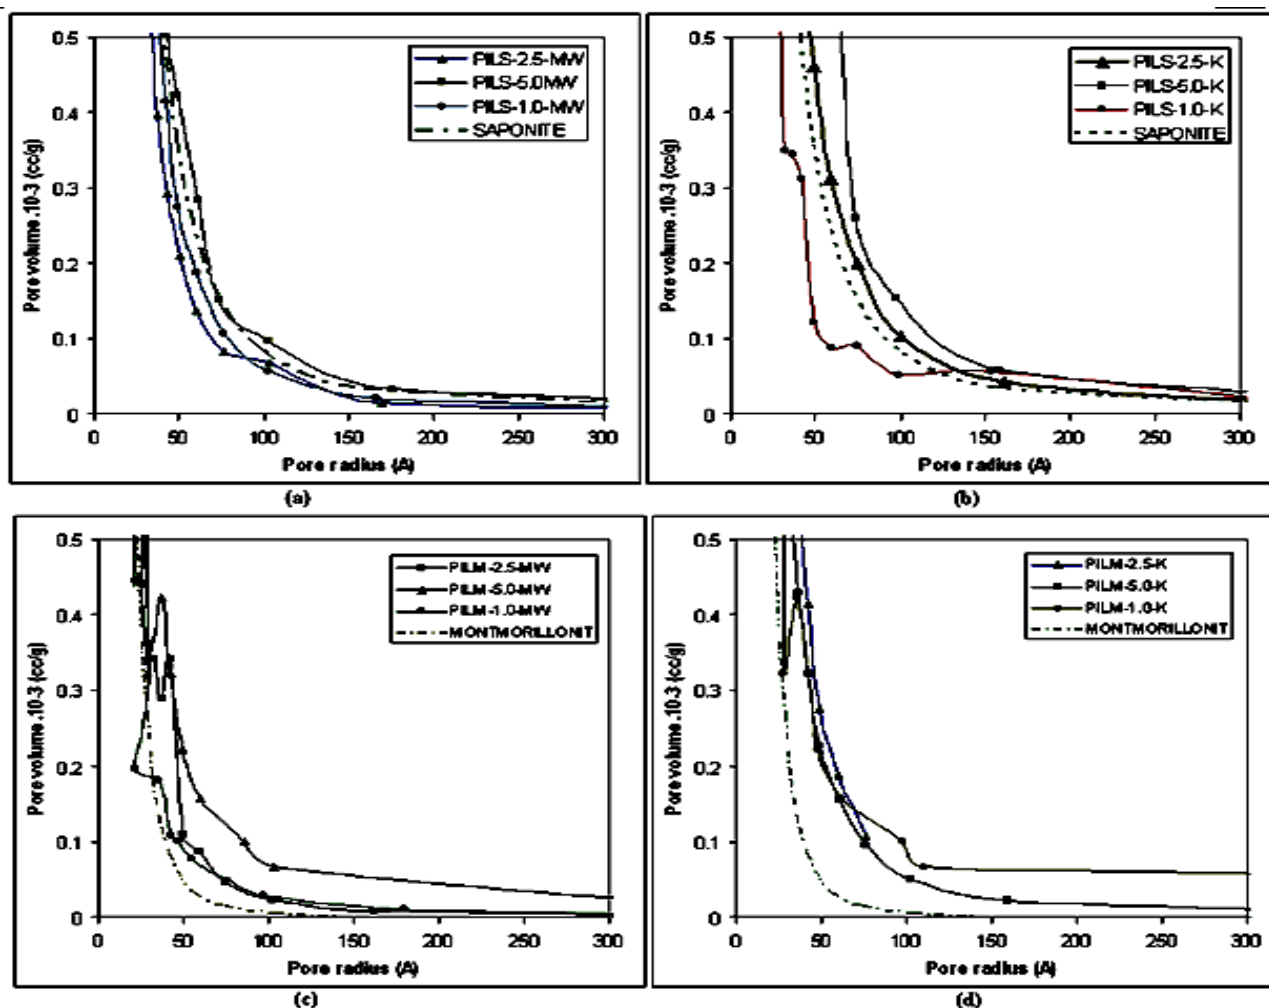 0.5
0.4
0.3
0.2
0.1
0
Pore volume .10-3 (cc/g)
PILS-2.5-MW
PILS-5.0MW
PILS-1.0-MW
SAPONITE
0 50 100 150 200 250 300
Pore radius (A)
(a)
0.5
0.4
0.3
0.2
0.1
0
Pore volume .10-3 (cc/g)
PILS-2.5-K
PILS-5.0-K
PILS-1.0-K
SAPONITE
0 50 100 150 200 250 300
Pore radius (A)
(b)
0.5
0.4
0.3
0.2
0.1
0
Pore volume .10-3 (cc/g)
PILM-2.5-MW
PILM-5.0-MW
PILM-1.0-MW
MONTMORILLONIT
0 50 100 150 200 250 300
Pore radius (A)
(c)
0.5
0.4
0.3
0.2
0.1
0
Pore volume .10-3 (cc/g)
PILM-2.5-K
PILM-5.0-K
PILM-1.0-K
MONTMORILLONIT
0 50 100 150 200 250 300
Pore radius (A)
(d)